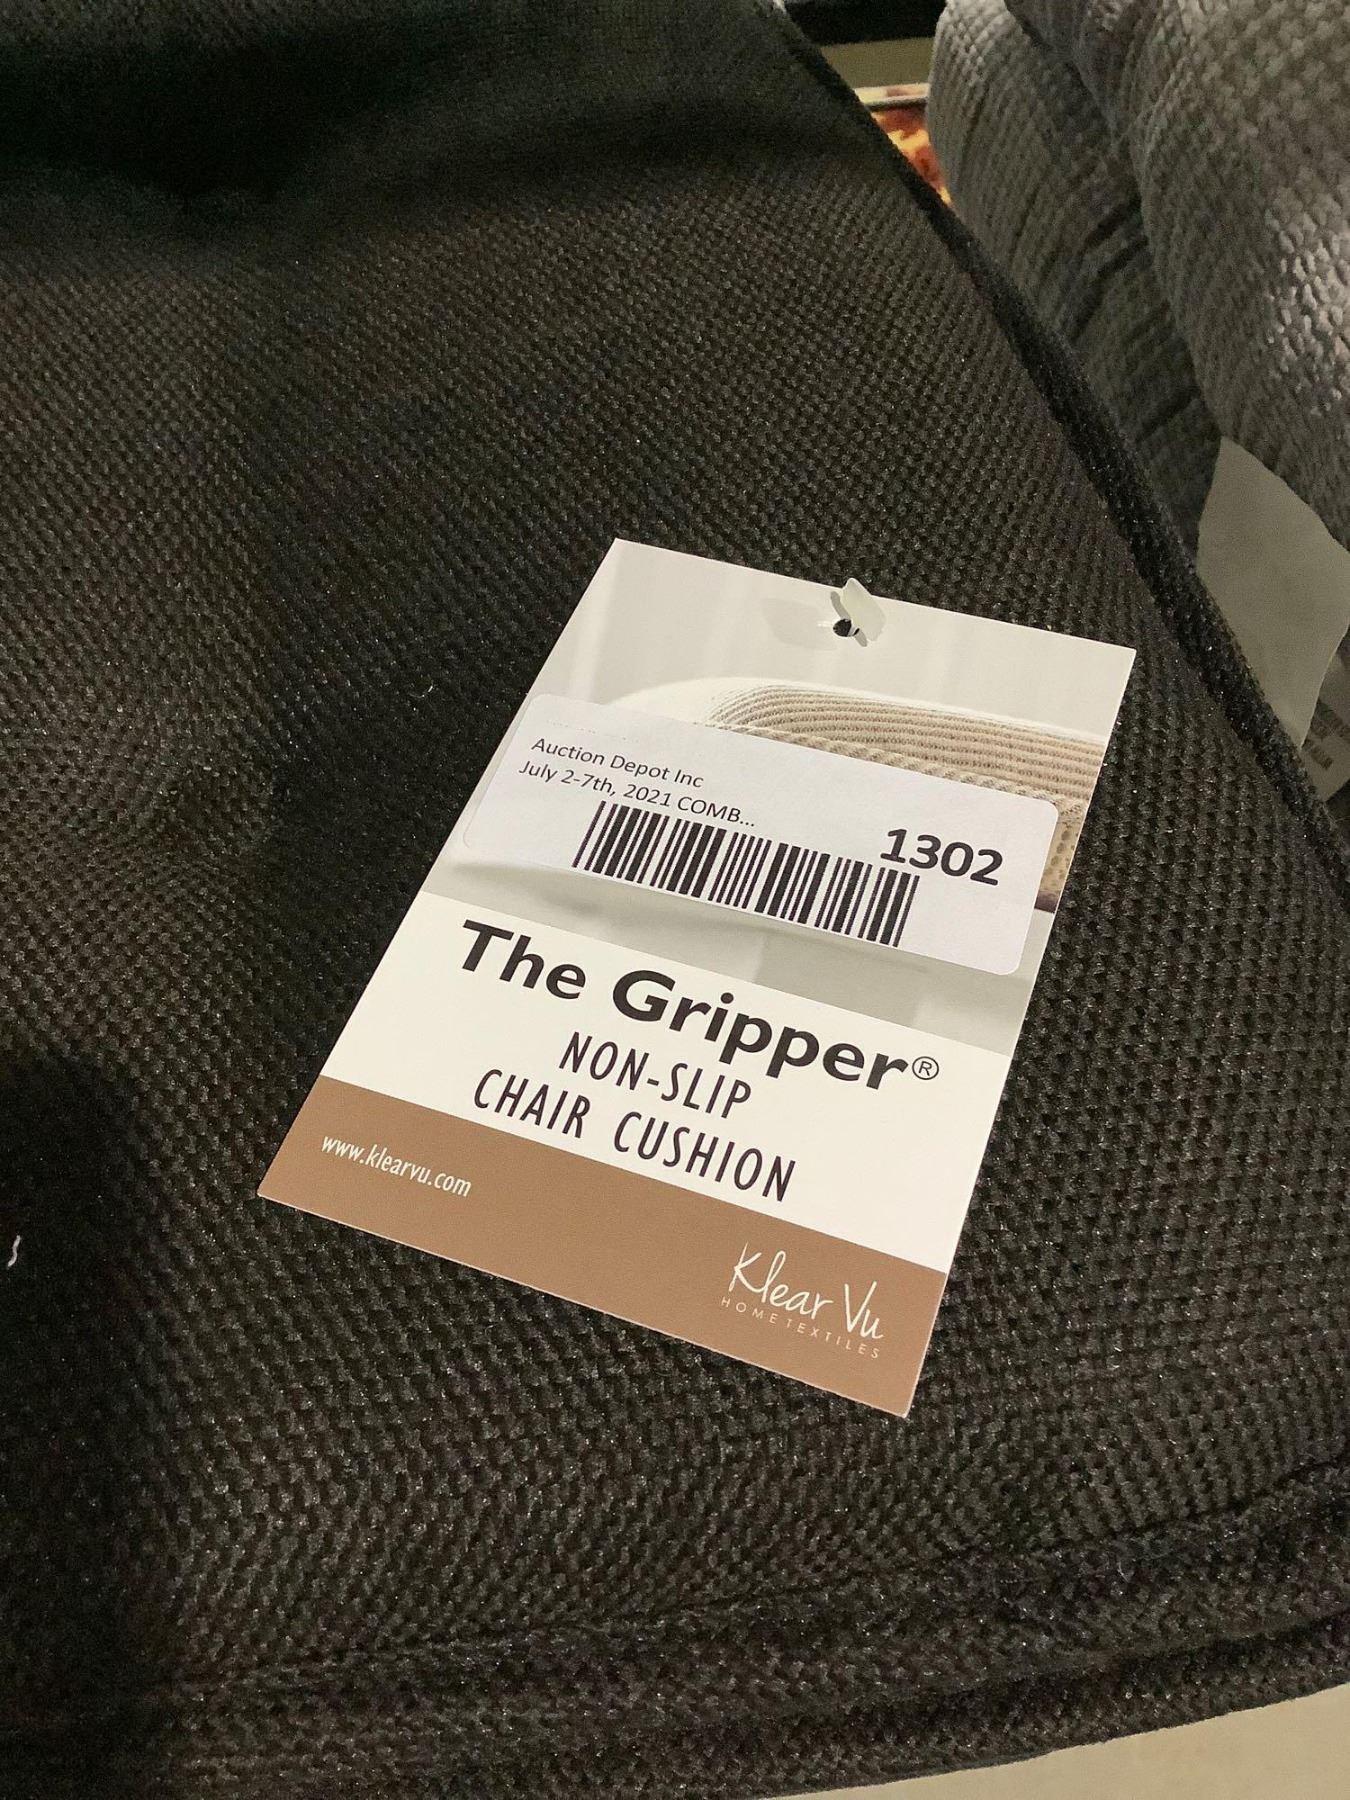 Auction Depot Inc
July 2-7th, 2021 COMB...
1302
The Gripper®
NON-SLIP
CHAIR CUSHION
www.klearvu.com
Klear Vu
HOME TEXTILES